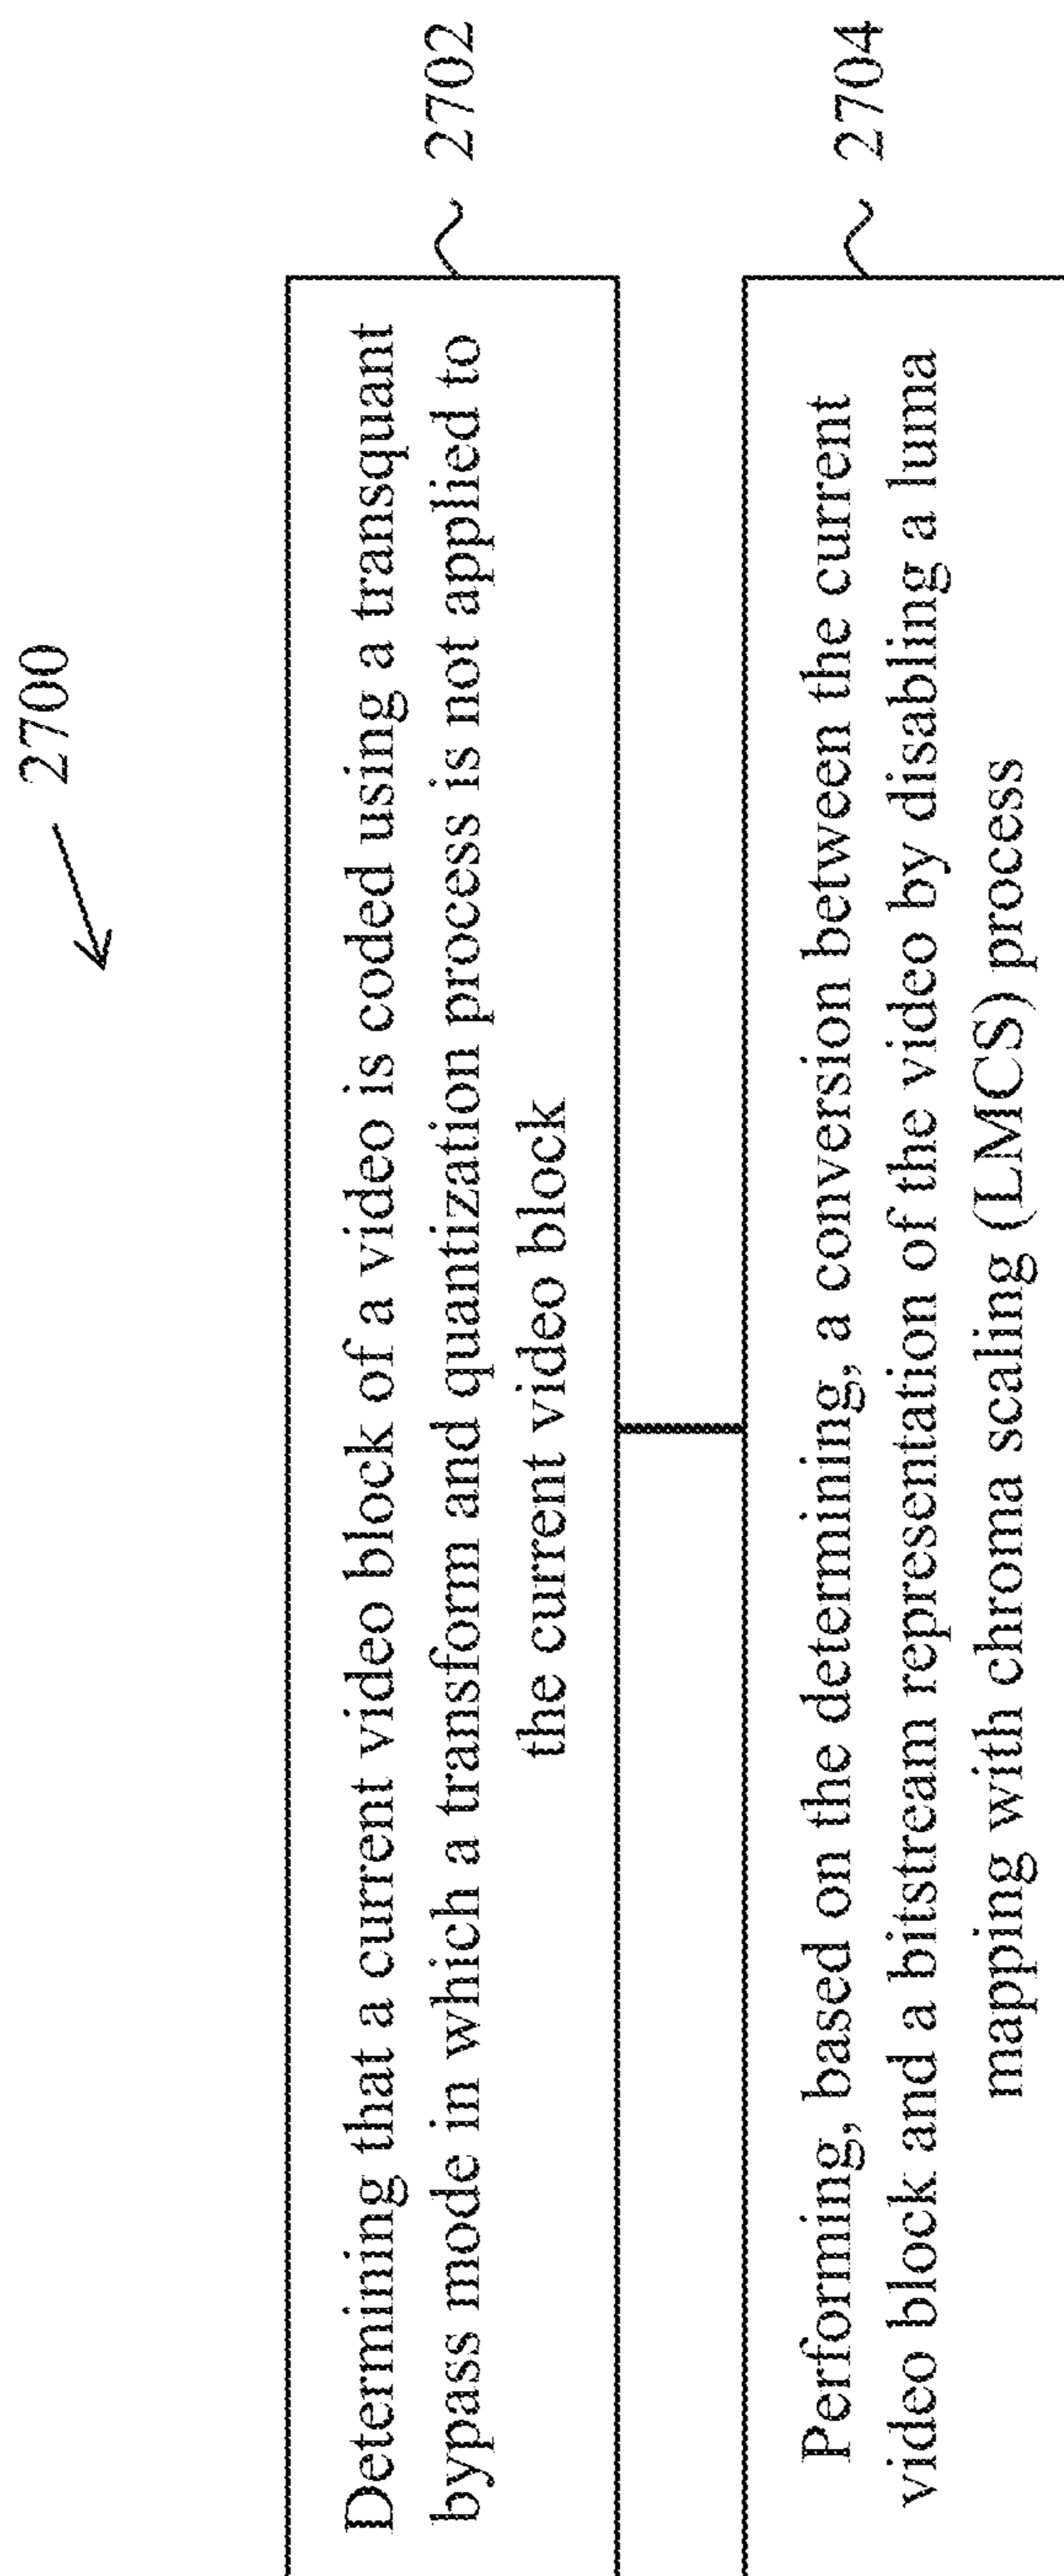 2700
Determining that a current video block of a video is coded using a transquant
bypass mode in which a transform and quantization process is not applied to
the current video block
2702
Performing, based on the determining, a conversion between the current
video block and a bitstream representation of the video by disabling a luma
mapping with chroma scaling (LMCS) process
2704